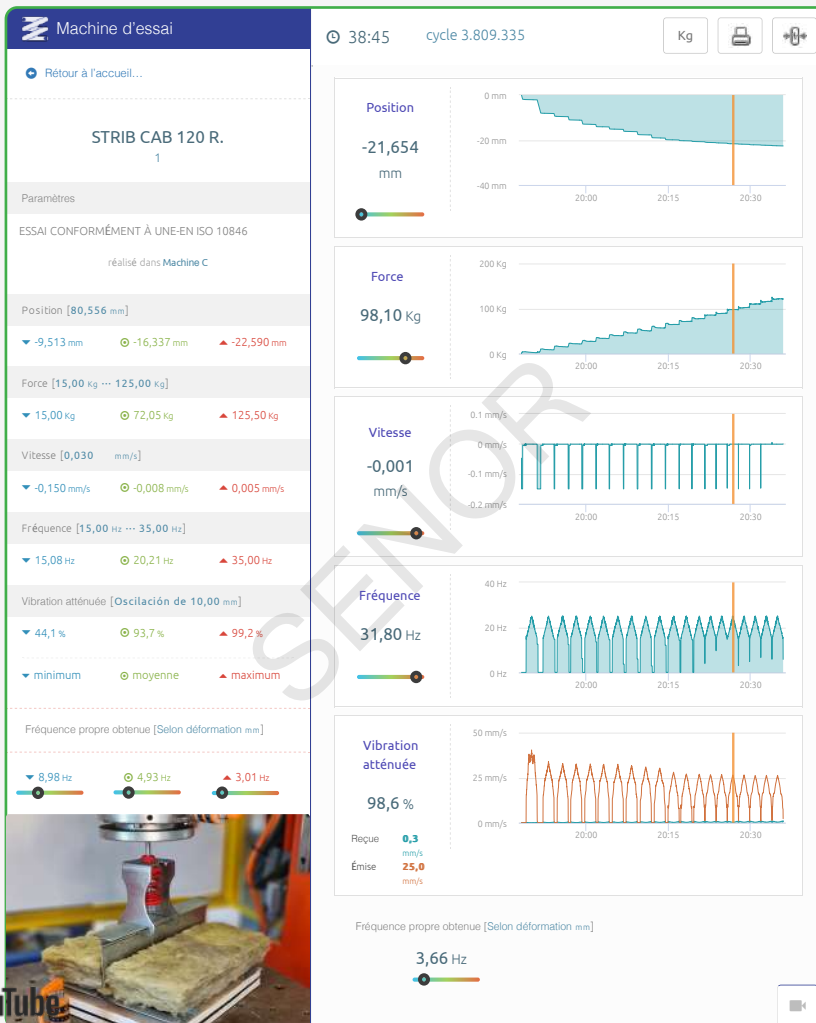 Machine d'essai
Rétour à l'accueil...
STRIB CAB 120 R.
1
Paramètres
ESSAI CONFORMÉMENT À UNE-EN ISO 10846
réalisé dans Machine C
Position [80,556 mm]
-9,513 mm -16,337 mm -22,590 mm
Force [15,00 Kg ··· 125,00 Kg]
15,00 Kg 72,05 Kg 125,50 Kg
Vitesse [0,030 mm/s]
-0,150 mm/s -0,008 mm/s 0,005 mm/s
Fréquence [15,00 Hz ··· 35,00 Hz]
15,08 Hz 20,21 Hz 35,00 Hz
Vibration atténuée [Oscilación de 10,00 mm]
44,1 % 93,7 % 99,2 %
minimum moyenne maximum
Fréquence propre obtenue [Selon déformation mm]
8,98 Hz 4,93 Hz 3,01 Hz
uTube
38:45 cycle 3.809.335 Kg
Position
-21,654
mm
0 mm
-20 mm
-40 mm
20:00 20:15 20:30
Force
98,10 Kg
200 Kg
100 Kg
0 Kg
20:00 20:15 20:30
Vitesse
-0,001
mm/s
0.1 mm/s
0 mm/s
-0.1 mm/s
-0.2 mm/s
20:00 20:15 20:30
Fréquence
31,80 Hz
40 Hz
20 Hz
0 Hz
20:00 20:15 20:30
Vibration
atténuée
98,6 %
Reçue 0,3
mm/s
Émise 25,0
mm/s
50 mm/s
25 mm/s
0 mm/s
20:00 20:15 20:30
Fréquence propre obtenue [Selon déformation mm]
3,66 Hz
SENOR